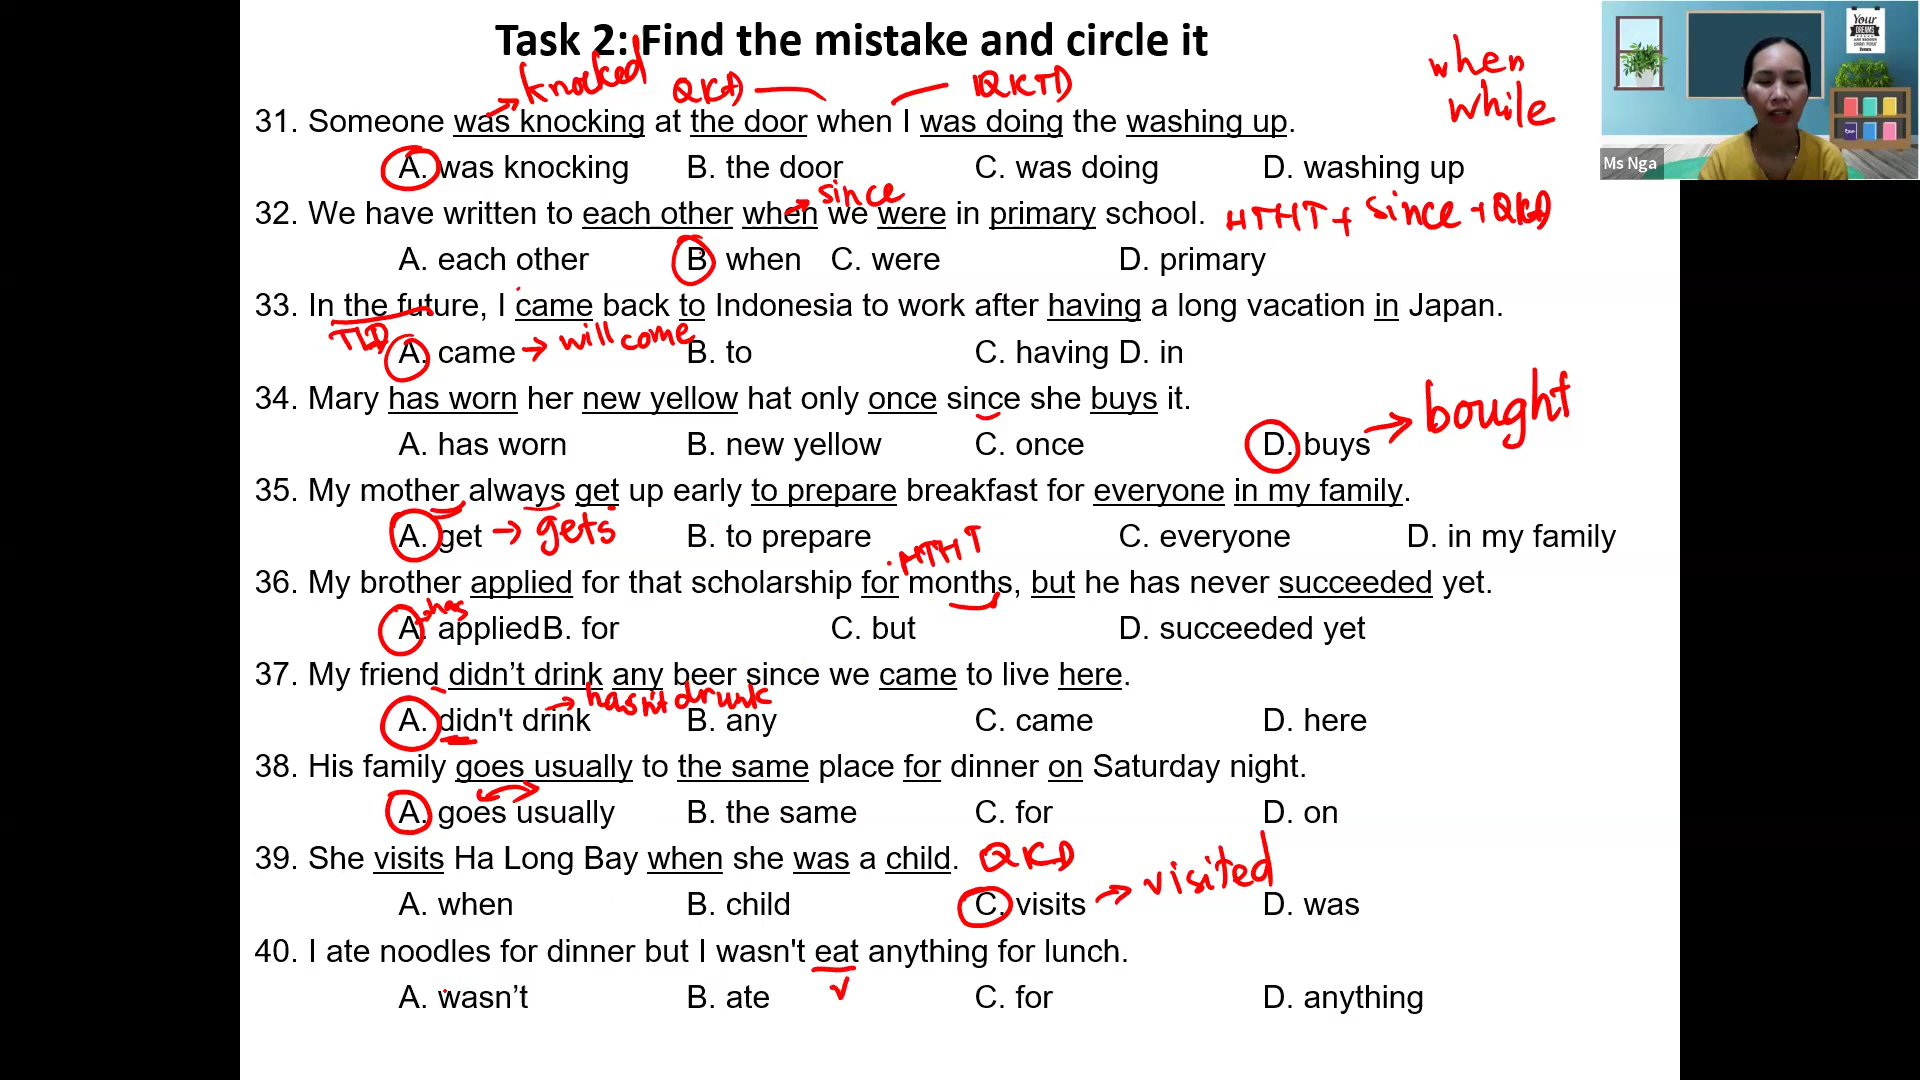 Task 2: Find the mistake and circle it
when
while
Your
DREAMS
Ms Nga
→ knocked
QKD
QKTD
31. Someone was knocking at the door when I was doing the washing up.
A. was knocking B. the door C. was doing D. washing up
→ since
32. We have written to each other when we were in primary school. HTHT + since + QKD
A. each other B when C. were D. primary
33. In the future, I came back to Indonesia to work after having a long vacation in Japan.
TLD
A. came → will come B. to C. having D. in
34. Mary has worn her new yellow hat only once since she buys it.
A. has worn B. new yellow C. once D. buys → bought
35. My mother always get up early to prepare breakfast for everyone in my family.
A. get → gets B. to prepare C. everyone D. in my family
HTHT
36. My brother applied for that scholarship for months, but he has never succeeded yet.
→ has
A. applied B. for C. but D. succeeded yet
37. My friend didn’t drink any beer since we came to live here.
→ hasn't drunk
A. didn't drink B. any C. came D. here
38. His family goes usually to the same place for dinner on Saturday night.
A. goes usually B. the same C. for D. on
39. She visits Ha Long Bay when she was a child. QKD
A. when B. child C. visits → visited D. was
40. I ate noodles for dinner but I wasn't eat anything for lunch.
V
A. wasn’t B. ate C. for D. anything